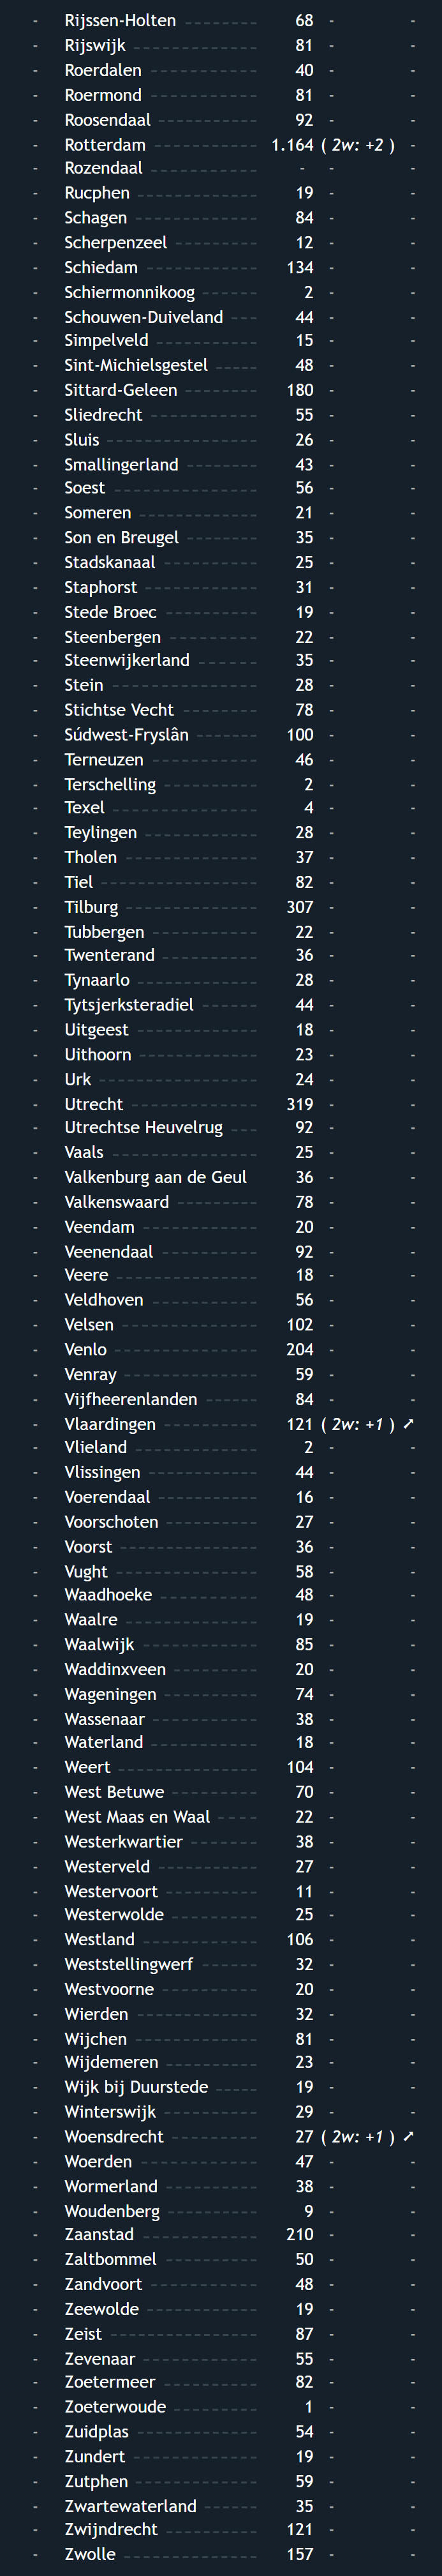 - Rijssen-Holten 68 - -
- Rijswijk 81 - -
- Roerdalen 40 - -
- Roermond 81 - -
- Roosendaal 92 - -
- Rotterdam 1.164 ( 2w: +2 ) -
- Rozendaal - - -
- Rucphen 19 - -
- Schagen 84 - -
- Scherpenzeel 12 - -
- Schiedam 134 - -
- Schiermonnikoog 2 - -
- Schouwen-Duiveland 44 - -
- Simpelveld 15 - -
- Sint-Michielsgestel 48 - -
- Sittard-Geleen 180 - -
- Sliedrecht 55 - -
- Sluis 26 - -
- Smallingerland 43 - -
- Soest 56 - -
- Someren 21 - -
- Son en Breugel 35 - -
- Stadskanaal 25 - -
- Staphorst 31 - -
- Stede Broec 19 - -
- Steenbergen 22 - -
- Steenwijkerland 35 - -
- Stein 28 - -
- Stichtse Vecht 78 - -
- Súdwest-Fryslân 100 - -
- Terneuzen 46 - -
- Terschelling 2 - -
- Texel 4 - -
- Teylingen 28 - -
- Tholen 37 - -
- Tiel 82 - -
- Tilburg 307 - -
- Tubbergen 22 - -
- Twenterand 36 - -
- Tynaarlo 28 - -
- Tytsjerksteradiel 44 - -
- Uitgeest 18 - -
- Uithoorn 23 - -
- Urk 24 - -
- Utrecht 319 - -
- Utrechtse Heuvelrug 92 - -
- Vaals 25 - -
- Valkenburg aan de Geul 36 - -
- Valkenswaard 78 - -
- Veendam 20 - -
- Veenendaal 92 - -
- Veere 18 - -
- Veldhoven 56 - -
- Velsen 102 - -
- Venlo 204 - -
- Venray 59 - -
- Vijfheerenlanden 84 - -
- Vlaardingen 121 ( 2w: +1 ) ➚
- Vlieland 2 - -
- Vlissingen 44 - -
- Voerendaal 16 - -
- Voorschoten 27 - -
- Voorst 36 - -
- Vught 58 - -
- Waadhoeke 48 - -
- Waalre 19 - -
- Waalwijk 85 - -
- Waddinxveen 20 - -
- Wageningen 74 - -
- Wassenaar 38 - -
- Waterland 18 - -
- Weert 104 - -
- West Betuwe 70 - -
- West Maas en Waal 22 - -
- Westerkwartier 38 - -
- Westerveld 27 - -
- Westervoort 11 - -
- Westerwolde 25 - -
- Westland 106 - -
- Weststellingwerf 32 - -
- Westvoorne 20 - -
- Wierden 32 - -
- Wijchen 81 - -
- Wijdemeren 23 - -
- Wijk bij Duurstede 19 - -
- Winterswijk 29 - -
- Woensdrecht 27 ( 2w: +1 ) ➚
- Woerden 47 - -
- Wormerland 38 - -
- Woudenberg 9 - -
- Zaanstad 210 - -
- Zaltbommel 50 - -
- Zandvoort 48 - -
- Zeewolde 19 - -
- Zeist 87 - -
- Zevenaar 55 - -
- Zoetermeer 82 - -
- Zoeterwoude 1 - -
- Zuidplas 54 - -
- Zundert 19 - -
- Zutphen 59 - -
- Zwartewaterland 35 - -
- Zwijndrecht 121 - -
- Zwolle 157 - -